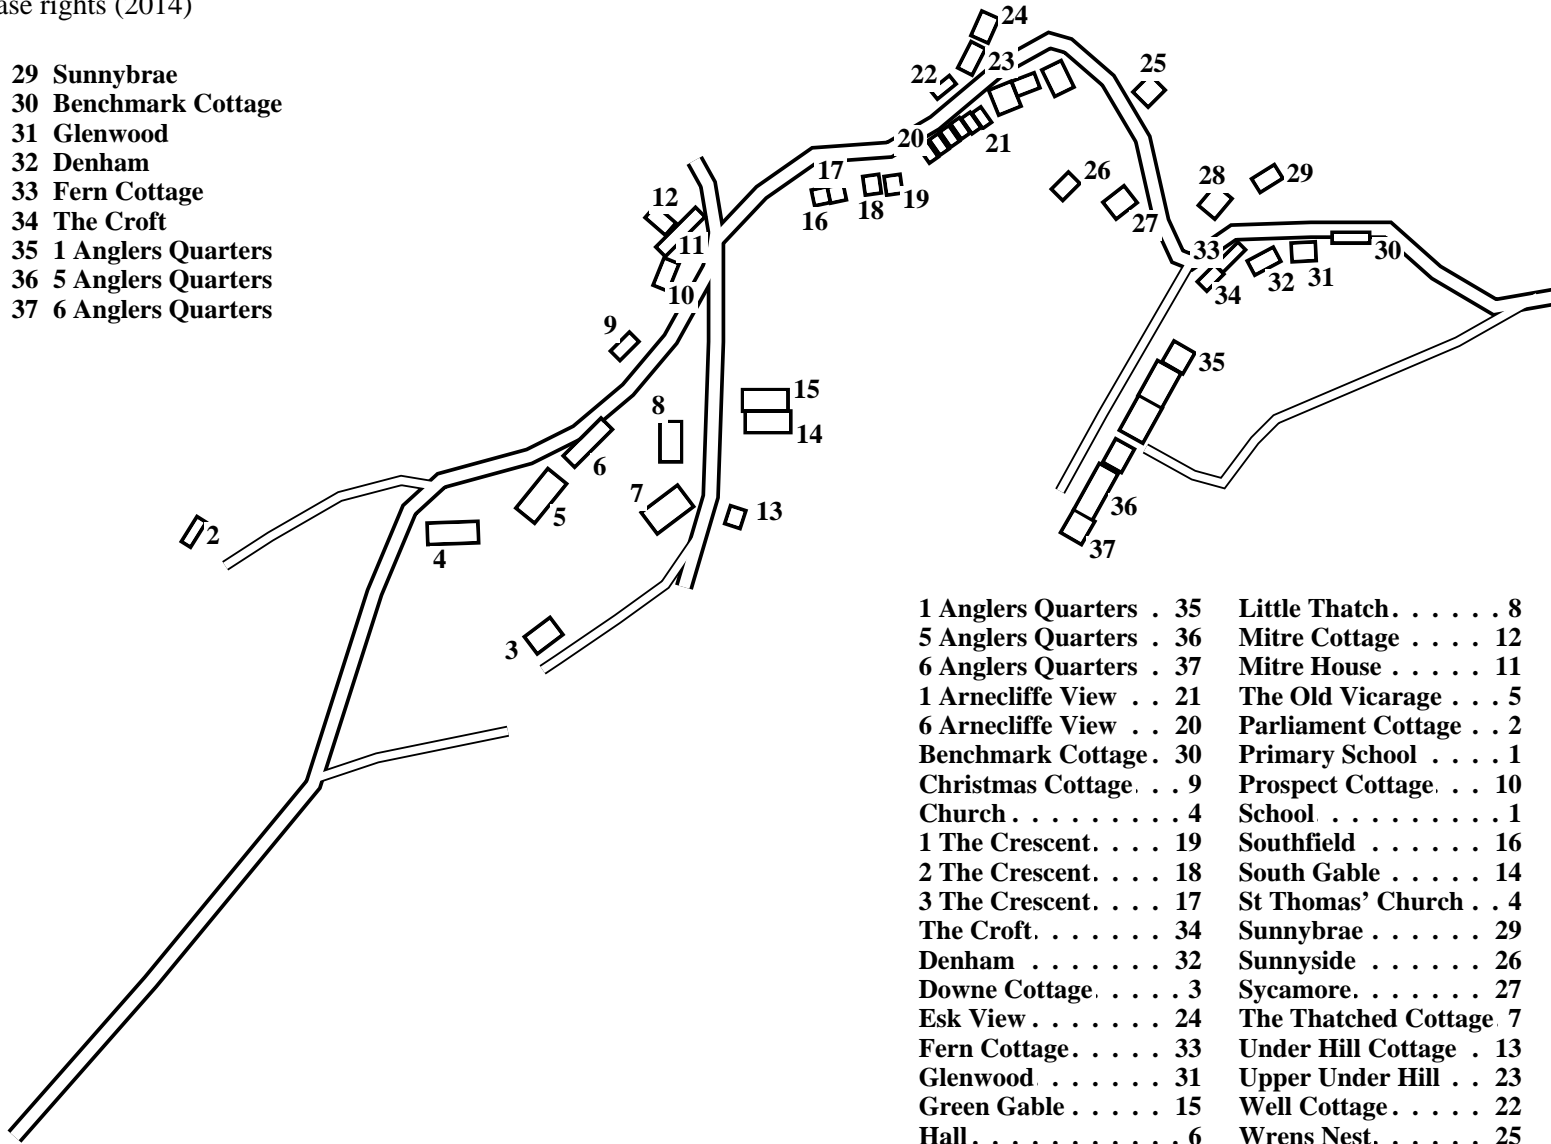 ase rights (2014)
29 Sunnybrae
30 Benchmark Cottage
31 Glenwood
32 Denham
33 Fern Cottage
34 The Croft
35 1 Anglers Quarters
36 5 Anglers Quarters
37 6 Anglers Quarters
24
23
22
25
20
21
17
26
29
28
12
16
18
19
27
11
33
30
10
34
32
31
9
35
15
8
14
6
7
36
5
13
2
4
37
3
1 Anglers Quarters . 35
5 Anglers Quarters . 36
6 Anglers Quarters . 37
1 Arnecliffe View . . 21
6 Arnecliffe View . . 20
Benchmark Cottage . 30
Christmas Cottage . . . 9
Church . . . . . . . . . 4
1 The Crescent . . . . 19
2 The Crescent . . . . 18
3 The Crescent . . . . 17
The Croft . . . . . . . 34
Denham . . . . . . . 32
Downe Cottage . . . . . 3
Esk View . . . . . . . 24
Fern Cottage . . . . . 33
Glenwood . . . . . . . 31
Green Gable . . . . . 15
Hall . . . . . . . . . . . 6
Little Thatch . . . . . . 8
Mitre Cottage . . . . 12
Mitre House . . . . . 11
The Old Vicarage . . . 5
Parliament Cottage . . 2
Primary School . . . . 1
Prospect Cottage . . . 10
School . . . . . . . . . . 1
Southfield . . . . . . 16
South Gable . . . . . 14
St Thomas’ Church . . 4
Sunnybrae . . . . . . 29
Sunnyside . . . . . . 26
Sycamore . . . . . . . 27
The Thatched Cottage . 7
Under Hill Cottage . 13
Upper Under Hill . . 23
Well Cottage . . . . . 22
Wrens Nest . . . . . . 25